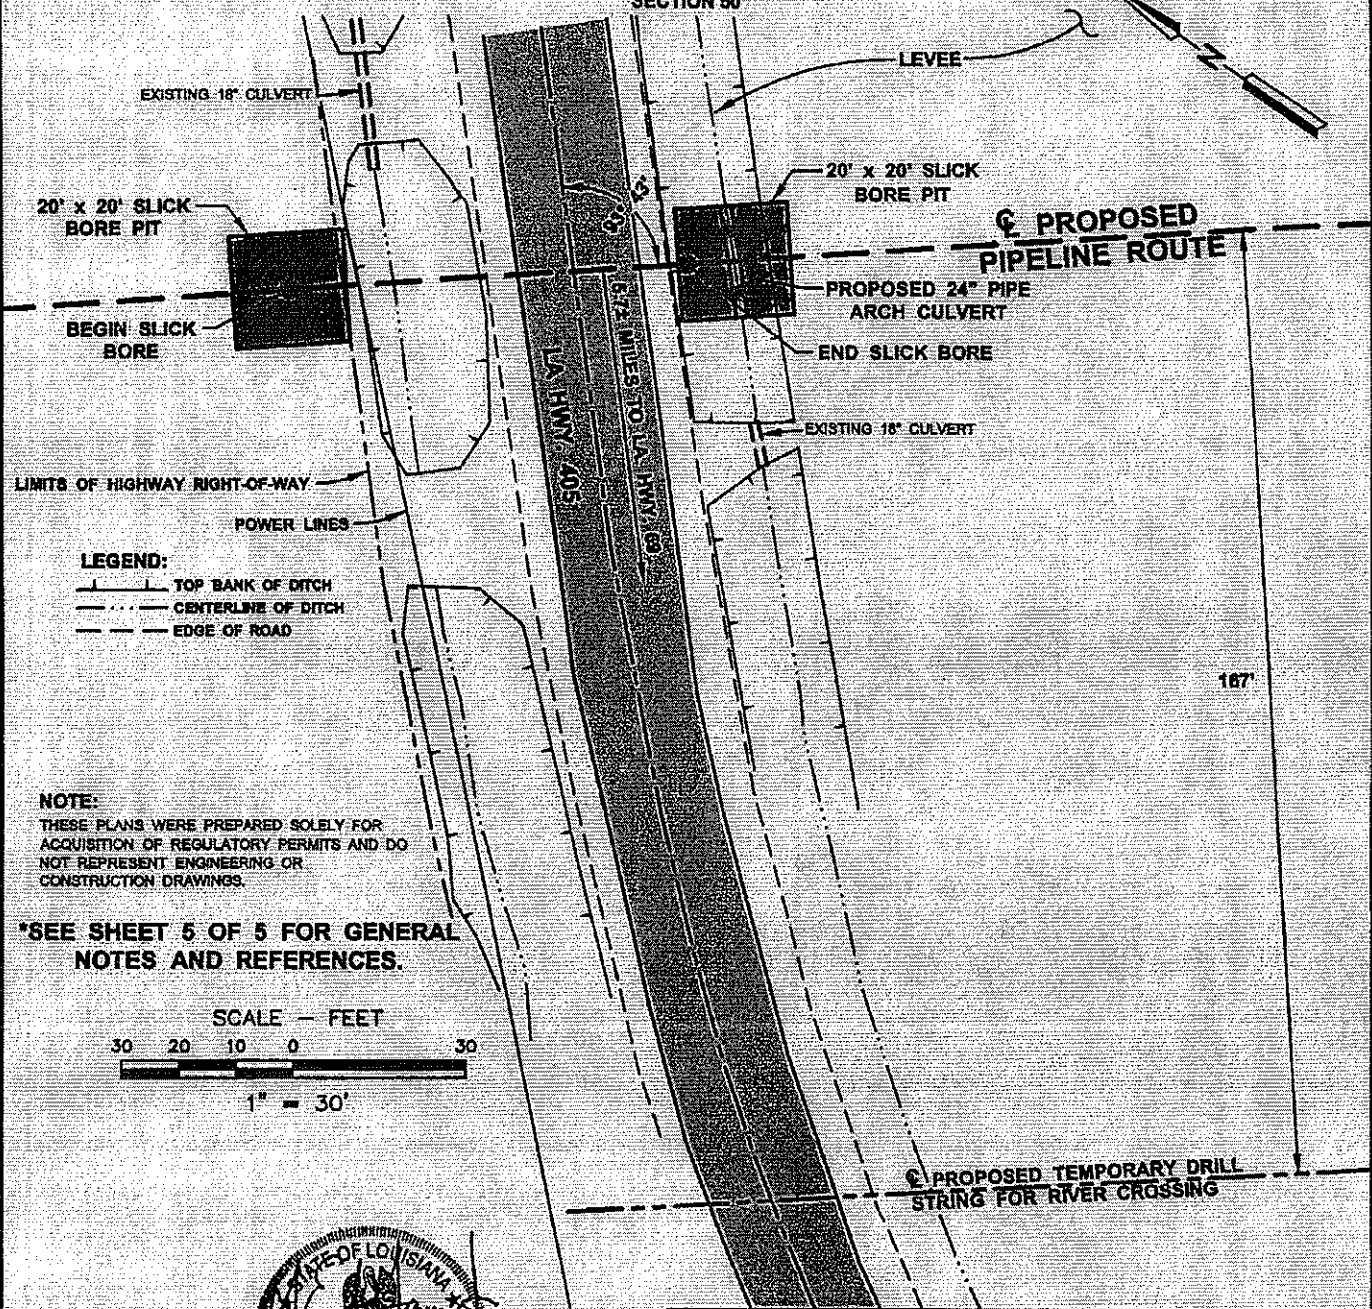 SECTION 50
LEVEE
N
EXISTING 18" CULVERT
20' x 20' SLICK
BORE PIT
20' x 20' SLICK
BORE PIT
℄ PROPOSED
PIPELINE ROUTE
PROPOSED 24" PIPE
ARCH CULVERT
BEGIN SLICK
BORE
END SLICK BORE
EXISTING 18" CULVERT
LA HWY 405
MILES TO LA HWY.
LIMITS OF HIGHWAY RIGHT-OF-WAY
POWER LINES
LEGEND:
TOP BANK OF DITCH
CENTERLINE OF DITCH
EDGE OF ROAD
167'
NOTE:
THESE PLANS WERE PREPARED SOLELY FOR
ACQUISITION OF REGULATORY PERMITS AND DO
NOT REPRESENT ENGINEERING OR
CONSTRUCTION DRAWINGS.
*SEE SHEET 5 OF 5 FOR GENERAL
NOTES AND REFERENCES.
SCALE - FEET
30 20 10 0 30
1" = 30'
℄ PROPOSED TEMPORARY DRILL
STRING FOR RIVER CROSSING
STATE OF LOUISIANA